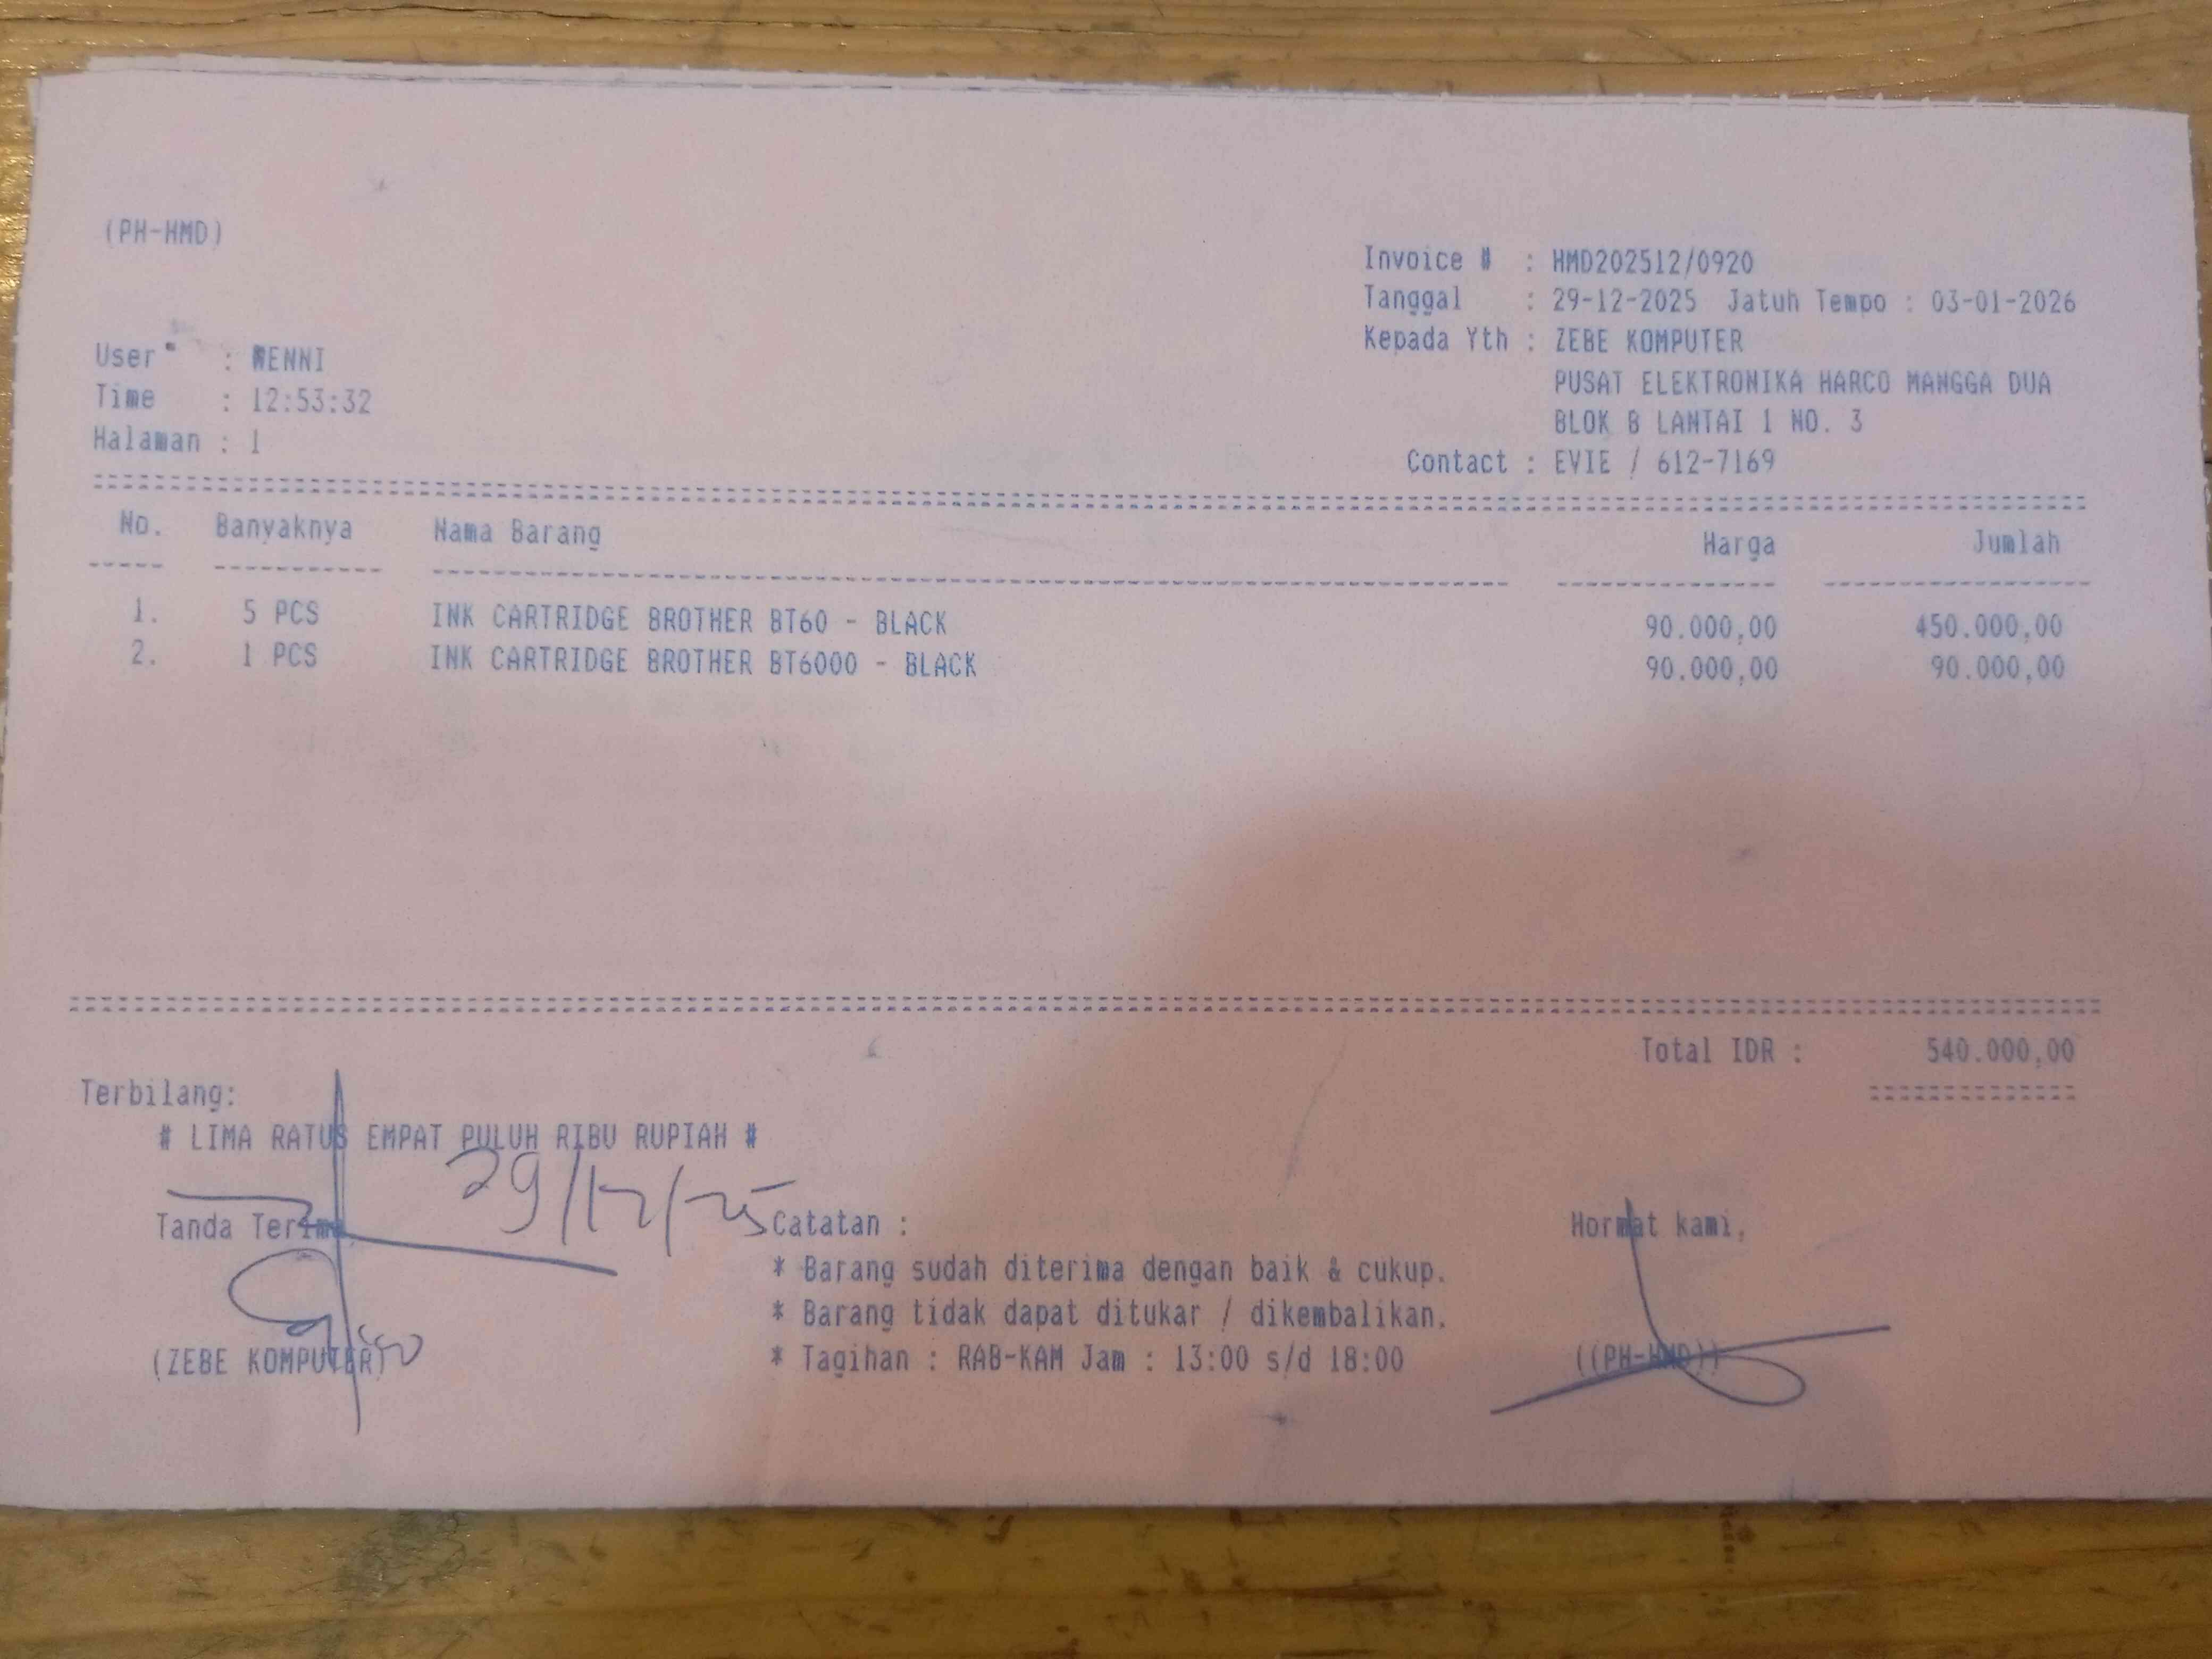 (PH-HMD)
Invoice # : HMD202512/0920
Tanggal : 29-12-2025 Jatuh Tempo : 03-01-2026
Kepada Yth : ZEBE KOMPUTER
PUSAT ELEKTRONIKA HARCO MANGGA DUA
BLOK B LANTAI 1 NO. 3
Contact : EVIE / 612-7169
User : WENNI
Time : 12:53:32
Halaman : 1
No. Banyaknya Nama Barang Harga Jumlah
1. 5 PCS INK CARTRIDGE BROTHER BT60 - BLACK 90.000,00 450.000,00
2. 1 PCS INK CARTRIDGE BROTHER BT6000 - BLACK 90.000,00 90.000,00
Total IDR : 540.000,00
Terbilang:
# LIMA RATUS EMPAT PULUH RIBU RUPIAH #
29/12/25
Tanda Terima
(ZEBE KOMPUTER)
Catatan :
* Barang sudah diterima dengan baik & cukup.
* Barang tidak dapat ditukar / dikembalikan.
* Tagihan : RAB-KAM Jam : 13:00 s/d 18:00
Hormat kami,
((PH-HMD))